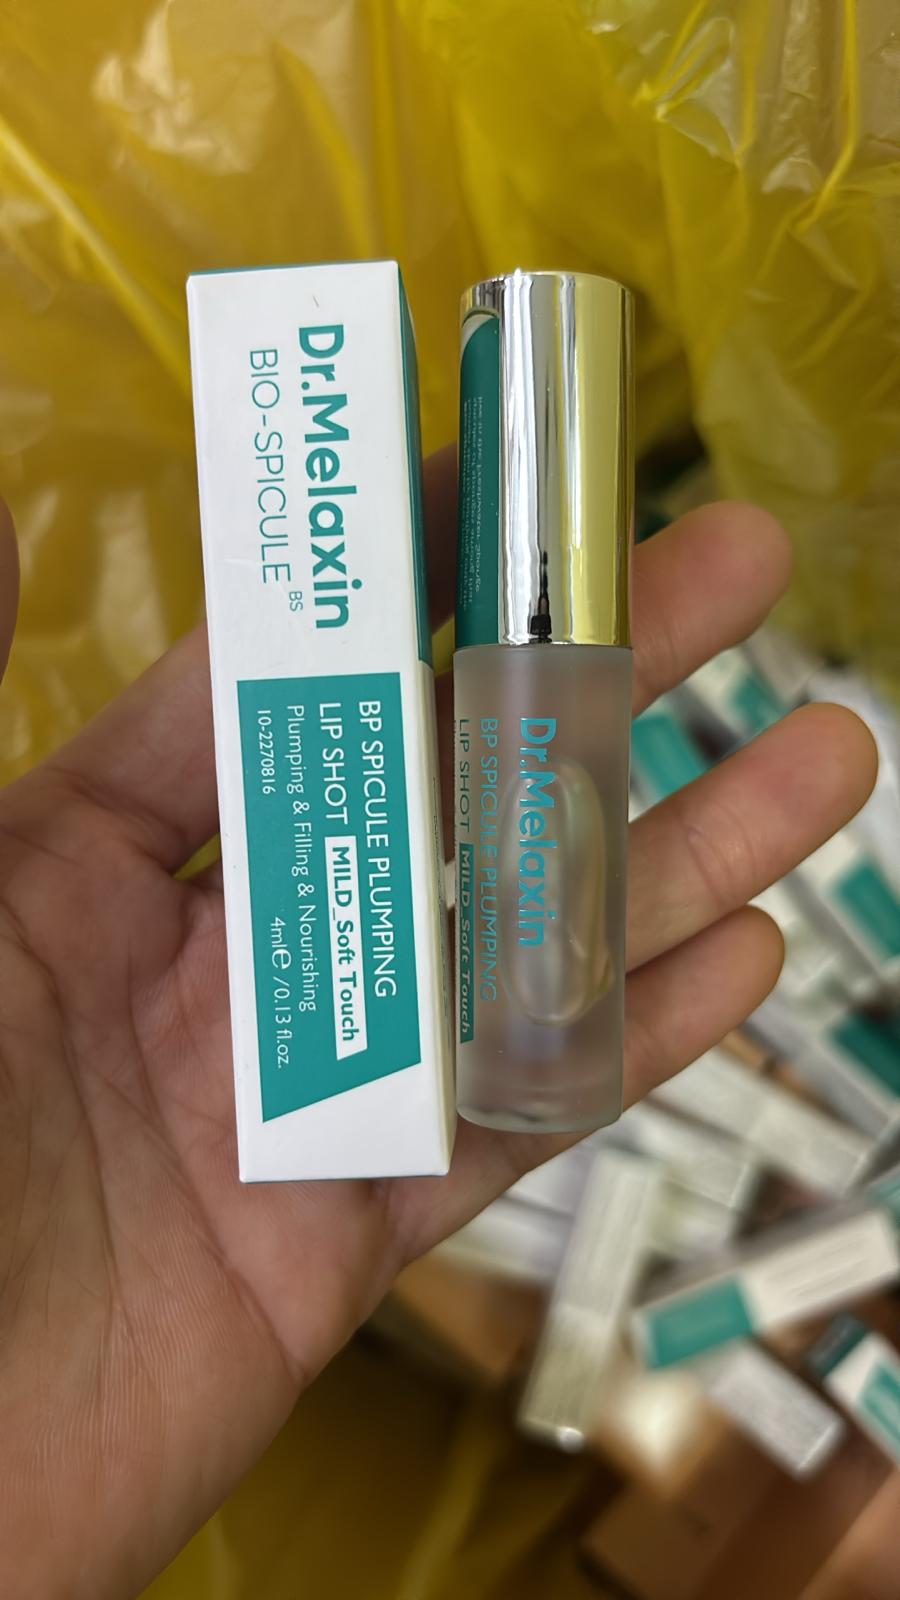 Dr.Melaxin
BIO-SPICULE BS
BP SPICULE PLUMPING
LIP SHOT MILD_Soft Touch
Plumping & Filling & Nourishing
10-2270816
4ml e /0.13 fl.oz.
Dr.Melaxin
BP SPICULE PLUMPING
LIP SHOT MILD_Soft Touch